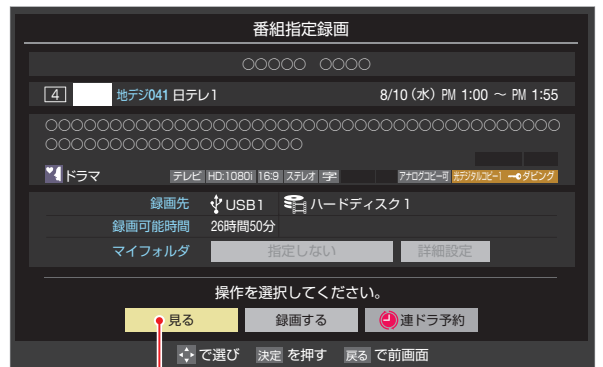 番組指定録画
○○○○○ ○○○○
4 地デジ041 日テレ1 8/10(水) PM 1:00 ～ PM 1:55
○○○○○○○○○○○○○○○○○○○○○○○○○○○○○○○○
○○○○○○○○○○○○○○○○
ドラマ テレビ HD:1080i 16:9 ステレオ 字 アナログコピー可 光デジタルコピー1 ダビング
録画先 USB1 ハードディスク1
録画可能時間 26時間50分
マイフォルダ 指定しない 詳細設定
操作を選択してください。
見る 録画する 連ドラ予約
で選び 決定 を押す 戻る で前画面